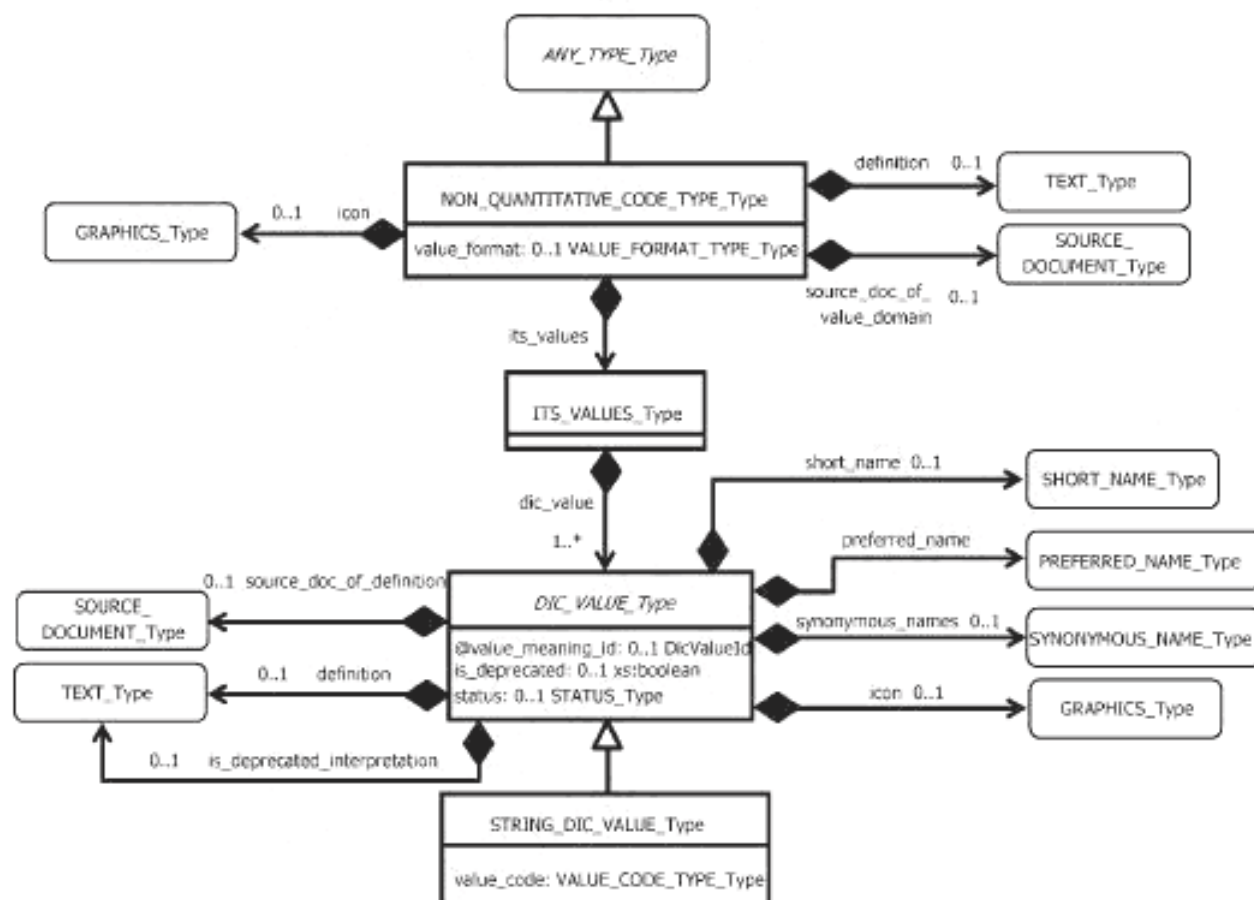 ANY_TYPE_Type
NON_QUANTITATIVE_CODE_TYPE_Type
value_format: 0..1 VALUE_FORMAT_TYPE_Type
definition 0..1
TEXT_Type
0..1 icon
GRAPHICS_Type
SOURCE_
DOCUMENT_Type
source_doc_of_ 0..1
value_domain
its_values
ITS_VALUES_Type
dic_value
1..*
short_name 0..1
SHORT_NAME_Type
preferred_name
PREFERRED_NAME_Type
0..1 source_doc_of_definition
SOURCE_
DOCUMENT_Type
DIC_VALUE_Type
@value_meaning_id: 0..1 DicValueId
is_deprecated: 0..1 xs:boolean
status: 0..1 STATUS_Type
synonymous_names 0..1
SYNONYMOUS_NAME_Type
0..1 definition
TEXT_Type
icon 0..1
GRAPHICS_Type
0..1 is_deprecated_interpretation
STRING_DIC_VALUE_Type
value_code: VALUE_CODE_TYPE_Type